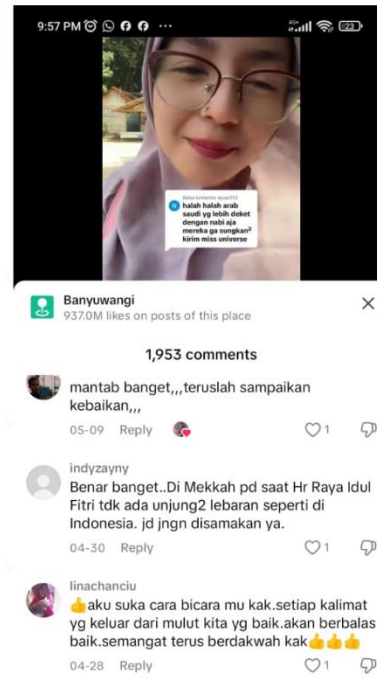 9:57 PM
4G+
23
halah halah arab
saudi yg lebih deket
dengan nabi aja
mereka ga sungkan²
kirim miss universe
Banyuwangi
937.0M likes on posts of this place
1,953 comments
mantab banget,,,teruslah sampaikan
kebaikan,,,
05-09 Reply 1
indyzayny
Benar banget..Di Mekkah pd saat Hr Raya Idul
Fitri tdk ada unjung2 lebaran seperti di
Indonesia. jd jngn disamakan ya.
04-30 Reply 1
linachanciu
👍aku suka cara bicara mu kak.setiap kalimat
yg keluar dari mulut kita yg baik.akan berbalas
baik.semangat terus berdakwah kak👍👍👍
04-28 Reply 1